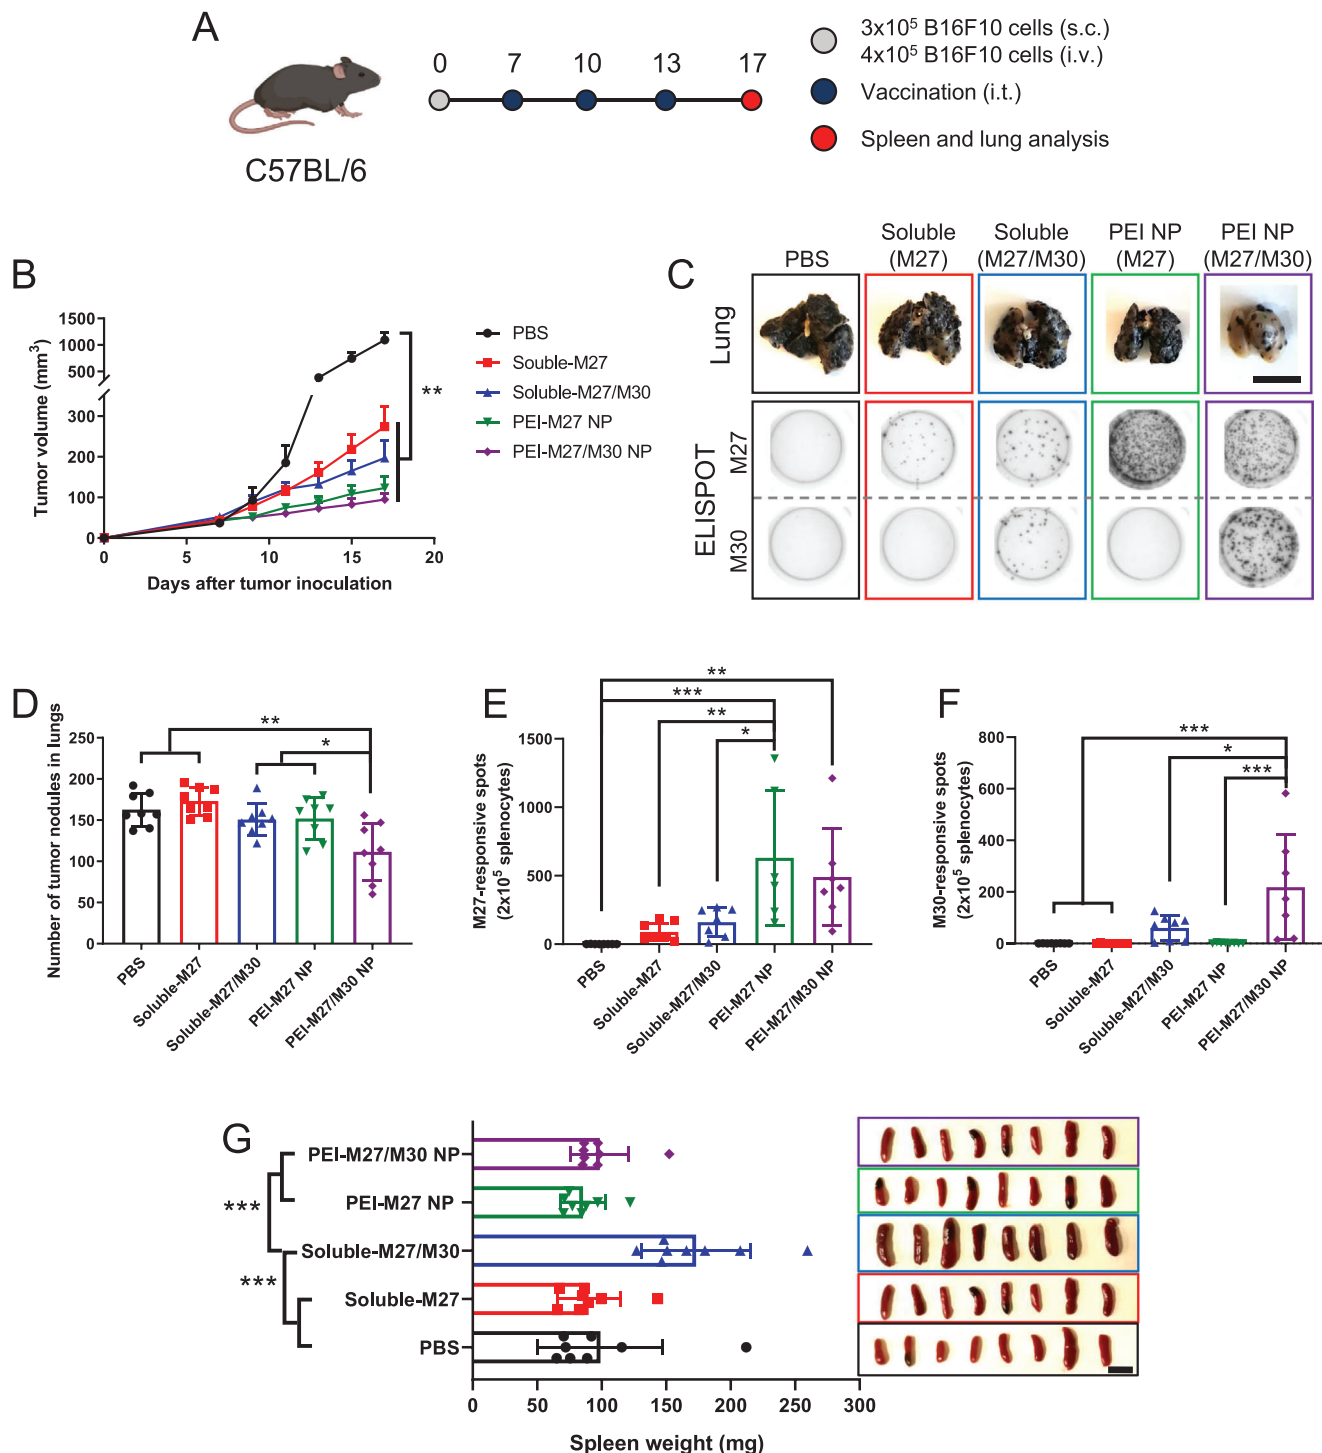 A
0 7 10 13 17
C57BL/6
3x10⁵ B16F10 cells (s.c.)
4x10⁵ B16F10 cells (i.v.)
Vaccination (i.t.)
Spleen and lung analysis
B
Tumor volume (mm³)
1500
1000
500
300
200
100
0
0 5 10 15 20
Days after tumor inoculation
**
PBS
Souble-M27
Soluble-M27/M30
PEI-M27 NP
PEI-M27/M30 NP
C
PBS
Soluble
(M27)
Soluble
(M27/M30)
PEI NP
(M27)
PEI NP
(M27/M30)
Lung
ELISPOT
M27
M30
D
Number of tumor nodules in lungs
250
200
150
100
50
0
**
*
PBS
Soluble-M27
Soluble-M27/M30
PEI-M27 NP
PEI-M27/M30 NP
E
M27-responsive spots
(2x10⁵ splenocytes)
1500
1000
500
0
**
***
**
*
PBS
Soluble-M27
Soluble-M27/M30
PEI-M27 NP
PEI-M27/M30 NP
F
M30-responsive spots
(2x10⁵ splenocytes)
800
600
400
200
0
***
*
***
PBS
Soluble-M27
Soluble-M27/M30
PEI-M27 NP
PEI-M27/M30 NP
G
PEI-M27/M30 NP
PEI-M27 NP
Soluble-M27/M30
Soluble-M27
PBS
***
***
0 50 100 150 200 250 300
Spleen weight (mg)